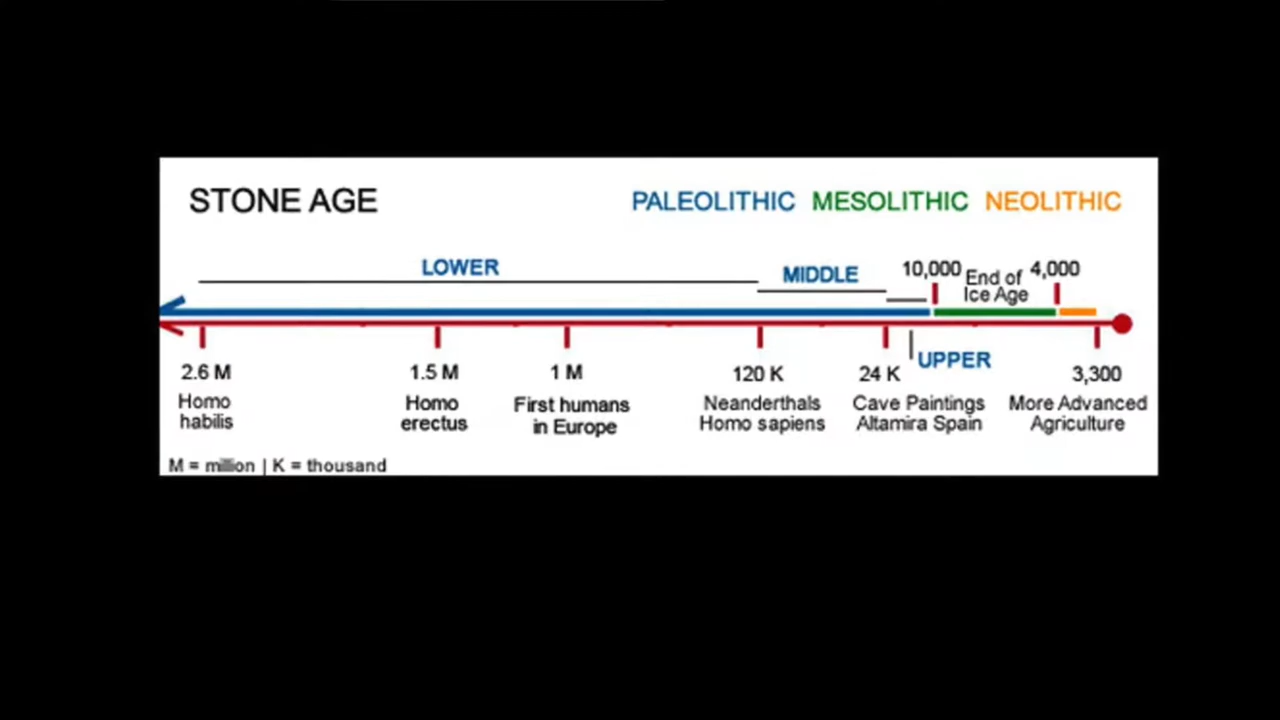 STONE AGE
PALEOLITHIC MESOLITHIC NEOLITHIC
LOWER
MIDDLE
10,000
End of
Ice Age
4,000
UPPER
2.6 M
Homo
habilis
1.5 M
Homo
erectus
1 M
First humans
in Europe
120 K
Neanderthals
Homo sapiens
24 K
Cave Paintings
Altamira Spain
3,300
More Advanced
Agriculture
M = million | K = thousand